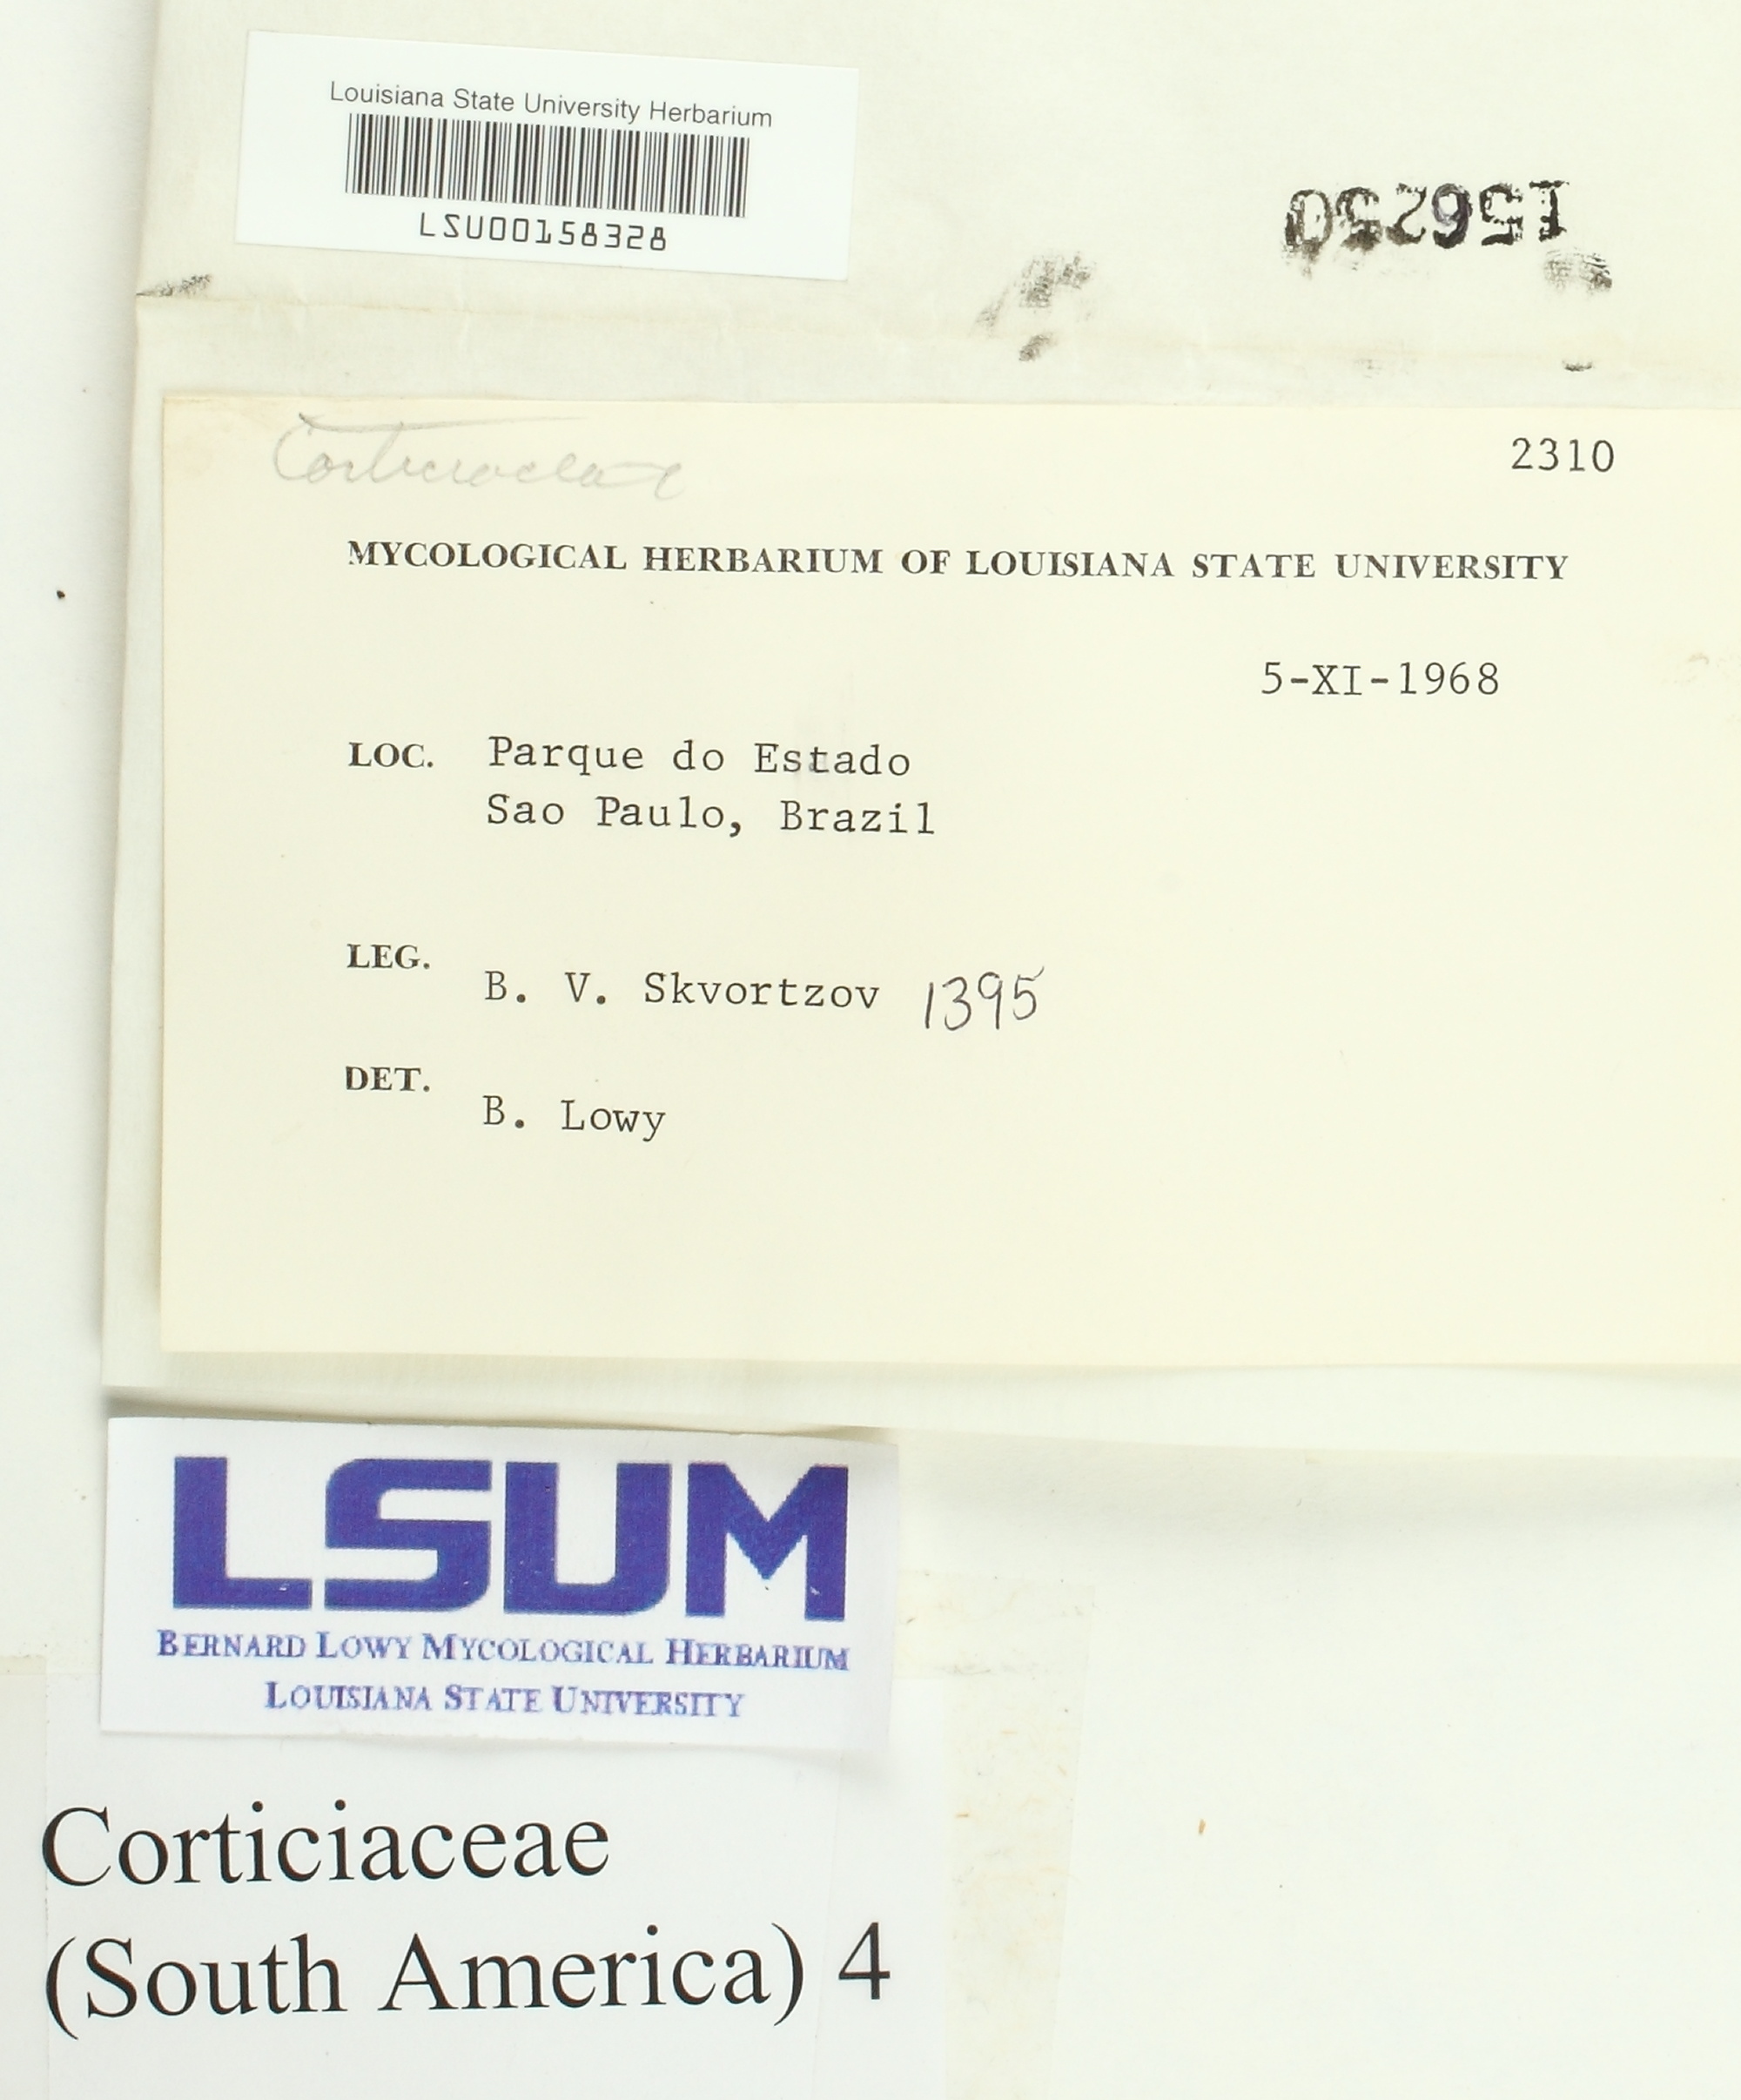 Louisiana State University Herbarium
LSU00158328
156250
Corticiaceae
2310
MYCOLOGICAL HERBARIUM OF LOUISIANA STATE UNIVERSITY
5-XI-1968
LOC. Parque do Estado
Sao Paulo, Brazil
LEG. B. V. Skvortzov 1395
DET. B. Lowy
LSUM
BERNARD LOWY MYCOLOGICAL HERBARIUM
LOUISIANA STATE UNIVERSITY
Corticiaceae
(South America) 4